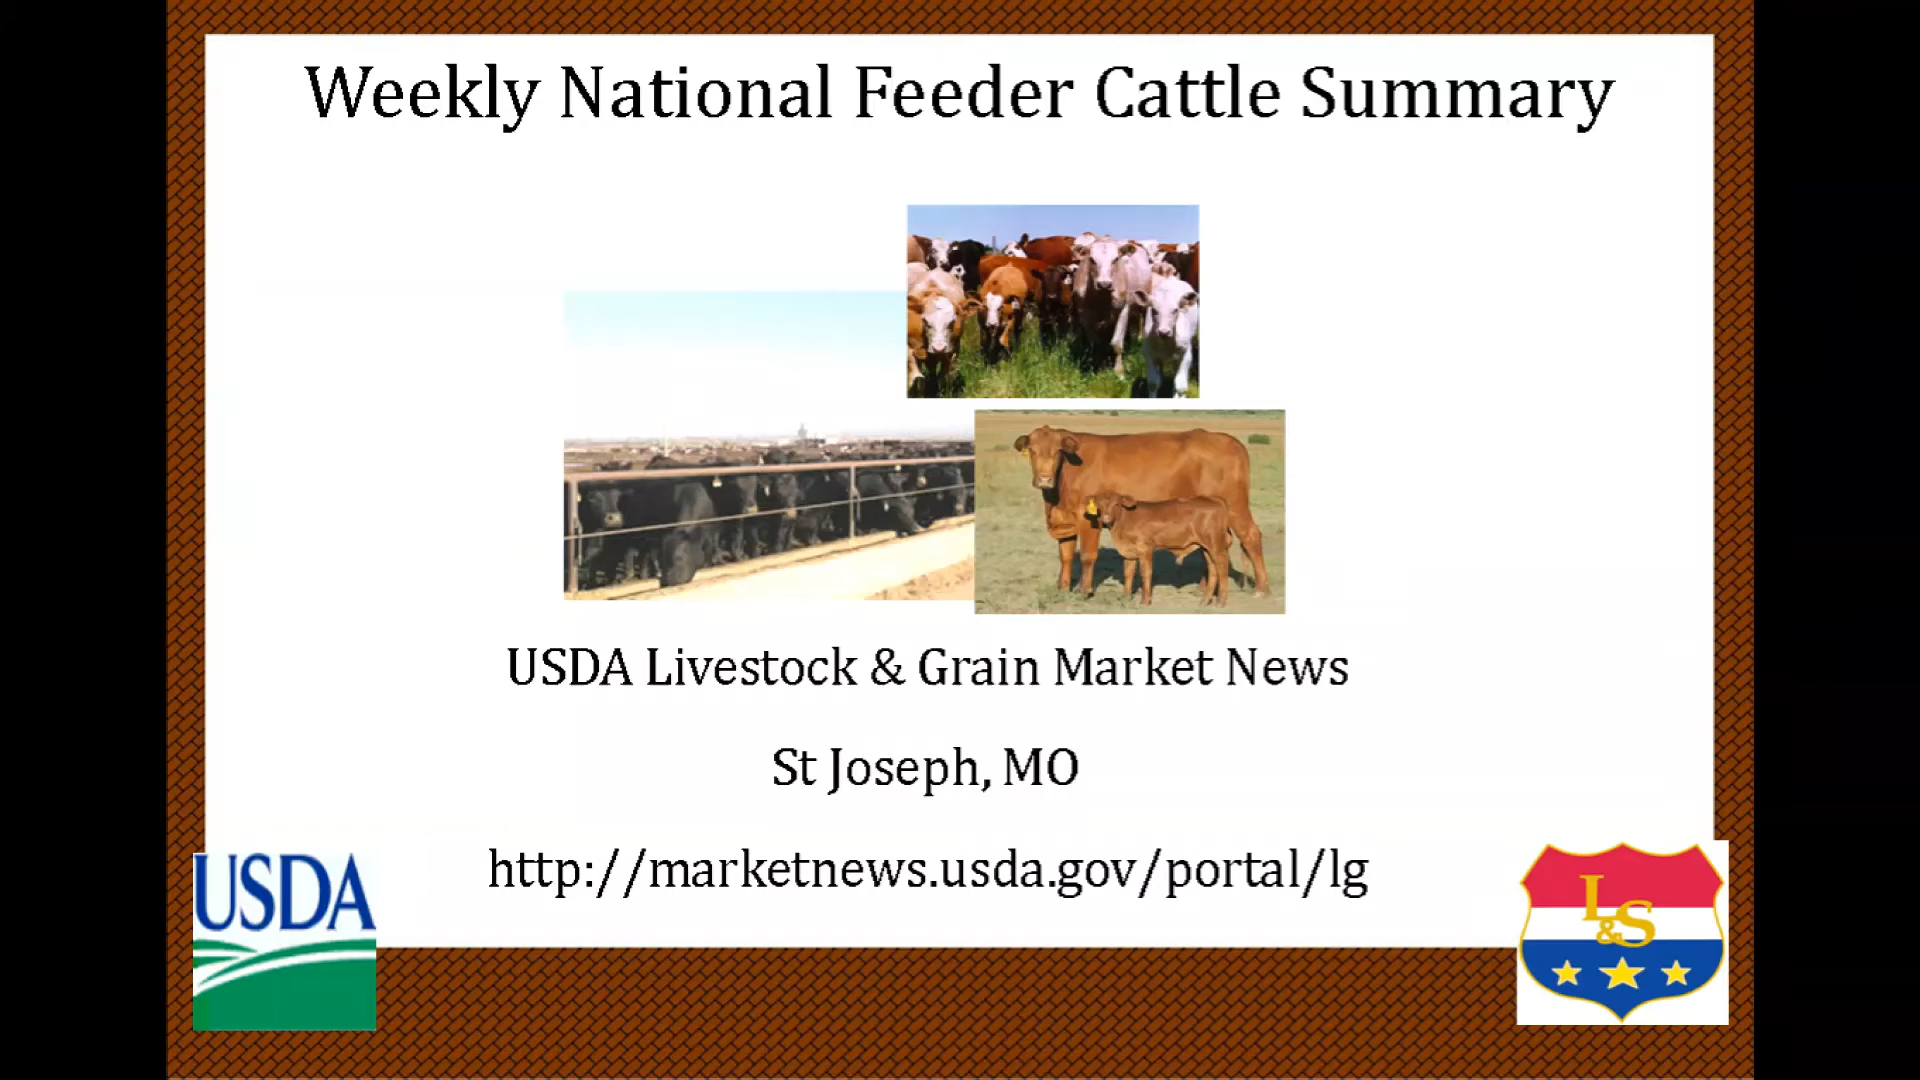 Weekly National Feeder Cattle Summary
USDA Livestock & Grain Market News
St Joseph, MO
http://marketnews.usda.gov/portal/lg
USDA
L&S